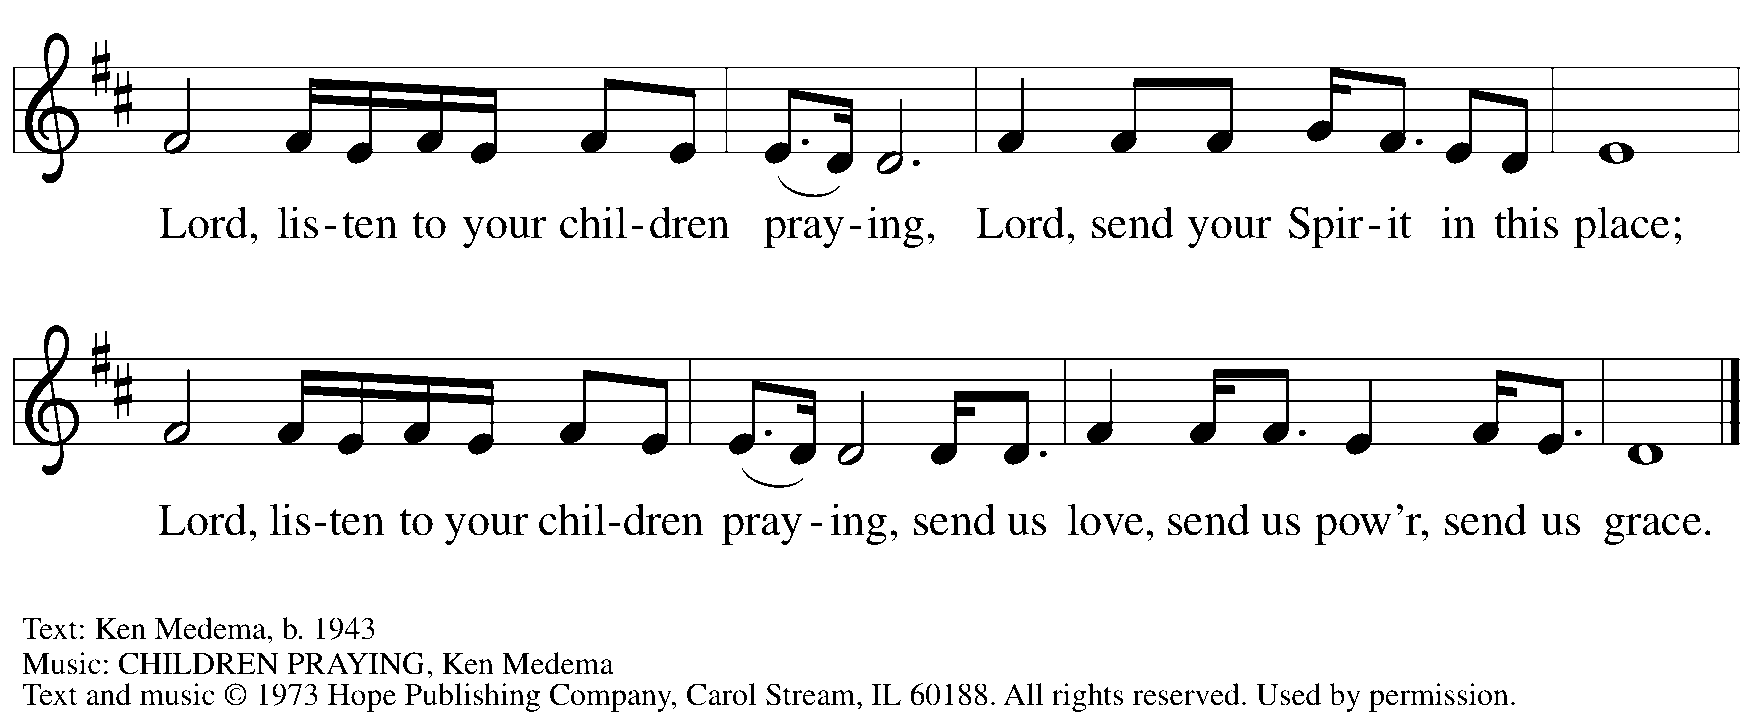 Lord, lis-ten to your chil-dren pray-ing, Lord, send your Spir-it in this place;
Lord, lis-ten to your chil-dren pray-ing, send us love, send us pow'r, send us grace.
Text: Ken Medema, b. 1943
Music: CHILDREN PRAYING, Ken Medema
Text and music © 1973 Hope Publishing Company, Carol Stream, IL 60188. All rights reserved. Used by permission.